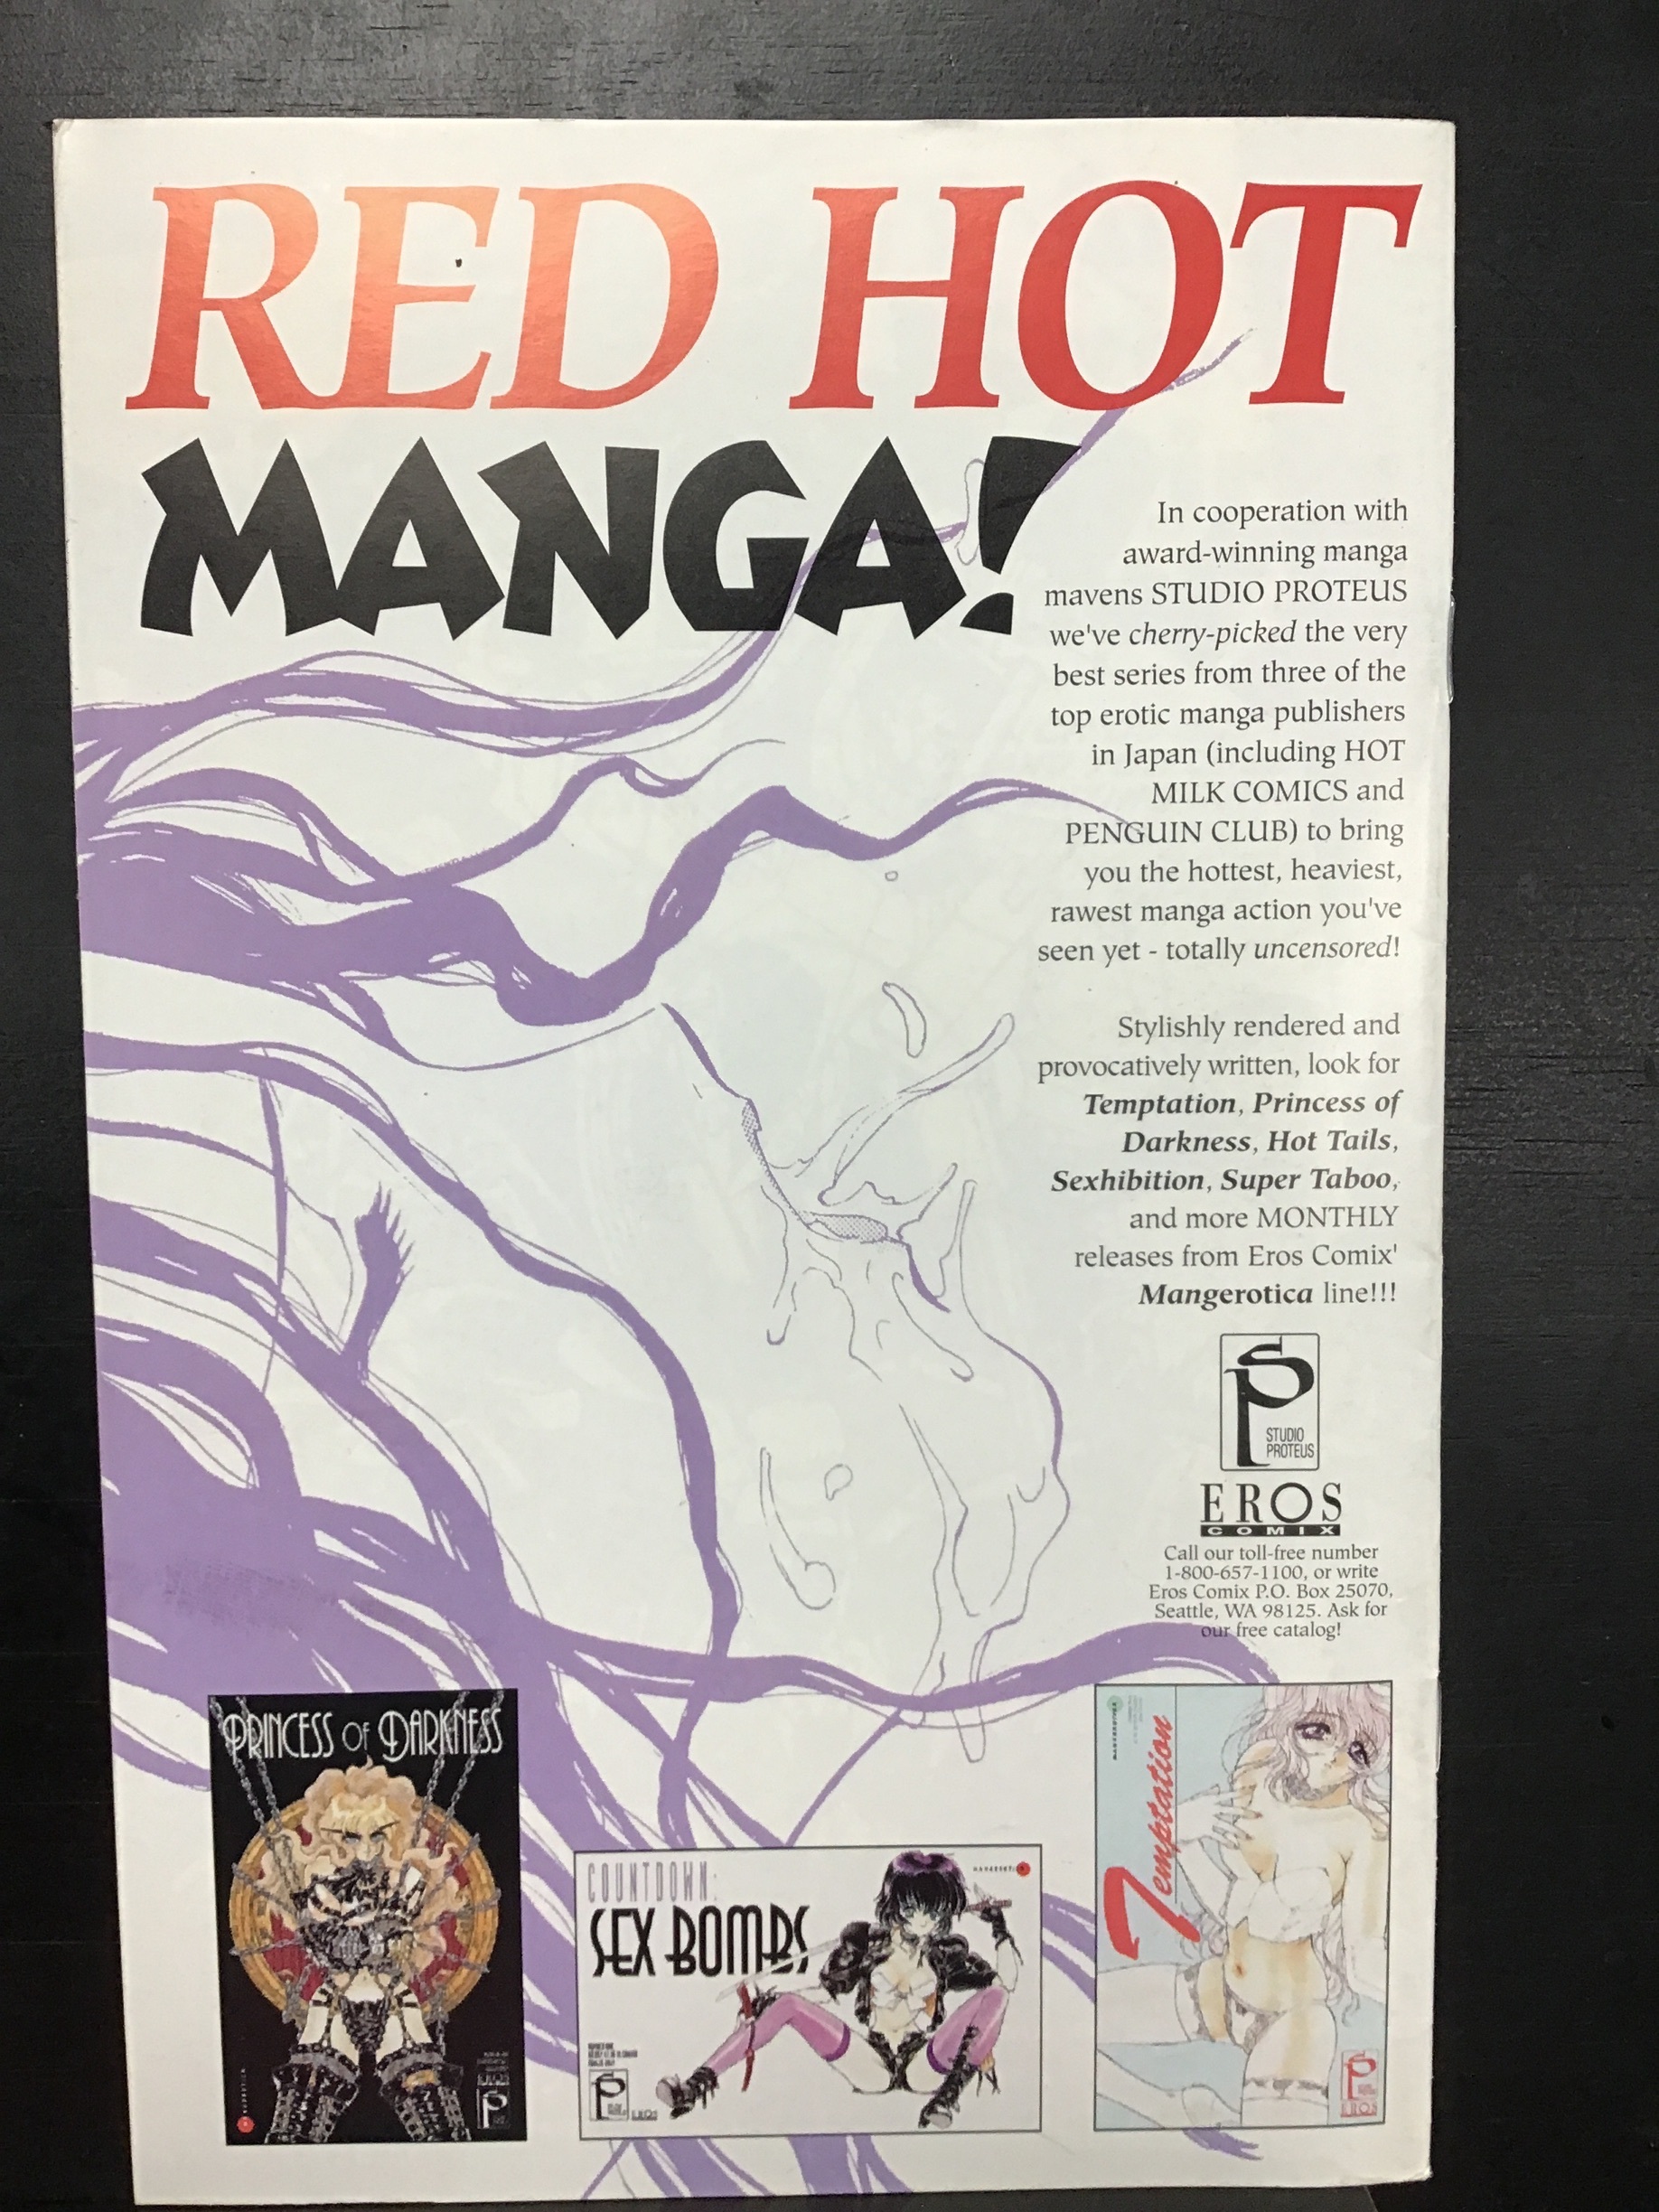 RED HOT
MANGA!
In cooperation with
award-winning manga
mavens STUDIO PROTEUS
we've cherry-picked the very
best series from three of the
top erotic manga publishers
in Japan (including HOT
MILK COMICS and
PENGUIN CLUB) to bring
you the hottest, heaviest,
rawest manga action you've
seen yet - totally uncensored!
Stylishly rendered and
provocatively written, look for
Temptation, Princess of
Darkness, Hot Tails,
Sexhibition, Super Taboo,
and more MONTHLY
releases from Eros Comix'
Mangerotica line!!!
SP
STUDIO
PROTEUS
EROS
COMIX
Call our toll-free number
1-800-657-1100, or write
Eros Comix P.O. Box 25070,
Seattle, WA 98125. Ask for
our free catalog!
PRINCESS OF DARKNESS
COUNTDOWN:
SEX BOMBS
EROS
Temptation
EROS